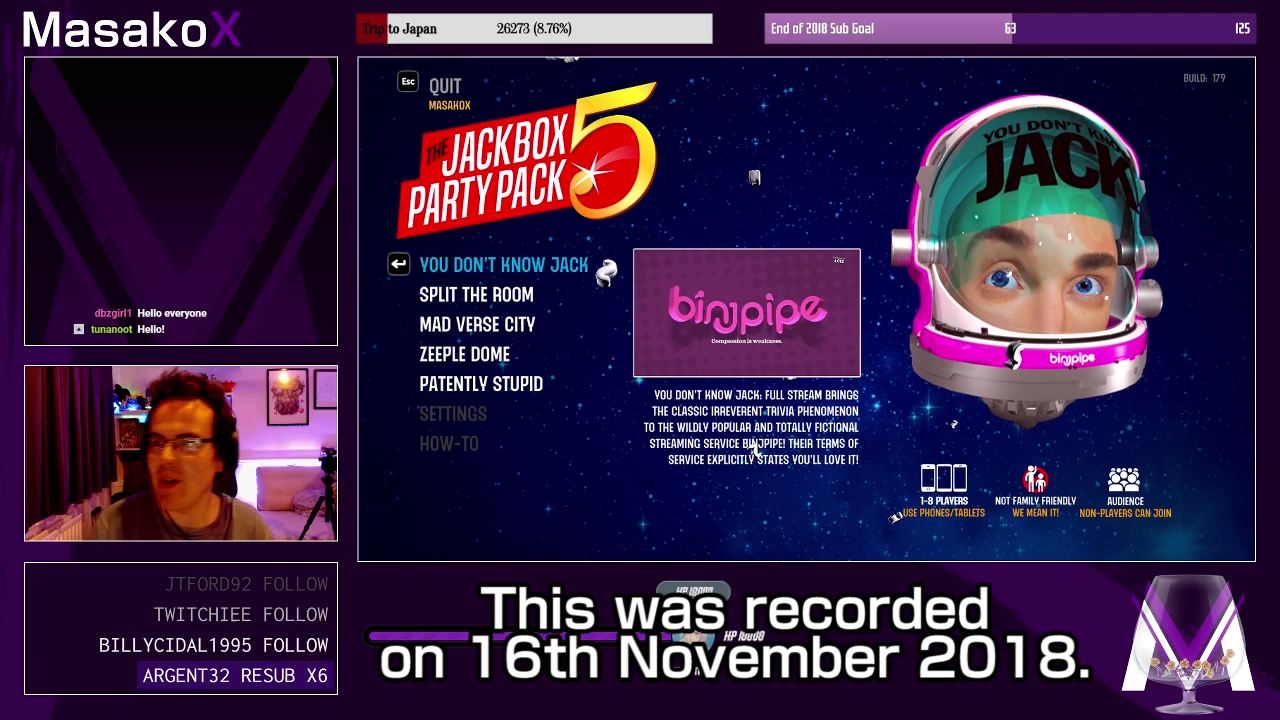 MasakoX
Trip to Japan 26273 (8.76%)
End of 2018 Sub Goal 63 125
Esc QUIT
MASAKOX
BUILD: 179
THE JACKBOX
PARTY PACK 5
YOU DON'T KNOW
JACK
YOU DON'T KNOW JACK
SPLIT THE ROOM
MAD VERSE CITY
ZEEPLE DOME
PATENTLY STUPID
SETTINGS
HOW-TO
binjpipe
Compassion is weakness.
YOU DON'T KNOW JACK: FULL STREAM BRINGS
THE CLASSIC IRREVERENT TRIVIA PHENOMENON
TO THE WILDLY POPULAR AND TOTALLY FICTIONAL
STREAMING SERVICE BINJPIPE! THEIR TERMS OF
SERVICE EXPLICITLY STATES YOU'LL LOVE IT!
binjpipe
1-8 PLAYERS
USE PHONES/TABLETS
NOT FAMILY FRIENDLY
WE MEAN IT!
AUDIENCE
NON-PLAYERS CAN JOIN
dbzgirl1 Hello everyone
tunanoot Hello!
JTFORD92 FOLLOW
TWITCHIEE FOLLOW
BILLYCIDAL1995 FOLLOW
ARGENT32 RESUB X6
This was recorded
on 16th November 2018.